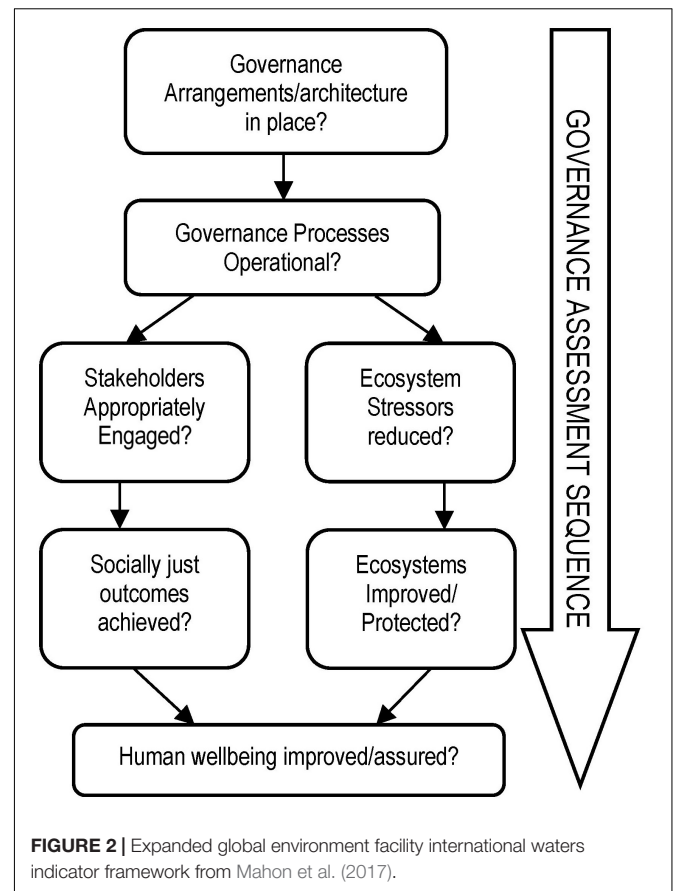 Governance
Arrangements/architecture
in place?
Governance Processes
Operational?
Stakeholders
Appropriately
Engaged?
Ecosystem
Stressors
reduced?
Socially just
outcomes
achieved?
Ecosystems
Improved/
Protected?
Human wellbeing improved/assured?
GOVERNANCE ASSESSMENT SEQUENCE
FIGURE 2 | Expanded global environment facility international waters
indicator framework from Mahon et al. (2017).